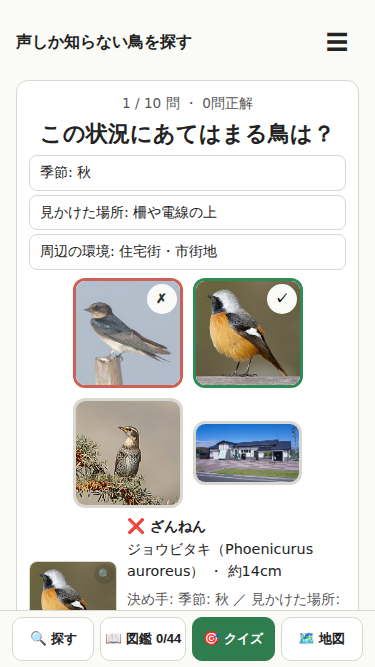 声しか知らない鳥を探す
☰
1 / 10 問 ・ 0問正解
この状況にあてはまる鳥は？
季節: 秋
見かけた場所: 柵や電線の上
周辺の環境: 住宅街・市街地
✗
✓
❌ ざんねん
ジョウビタキ（Phoenicurus
auroreus） ・ 約14cm
決め手: 季節: 秋 ／ 見かけた場所:
🔍 探す
📖 図鑑 0/44
🎯 クイズ
🗺️ 地図